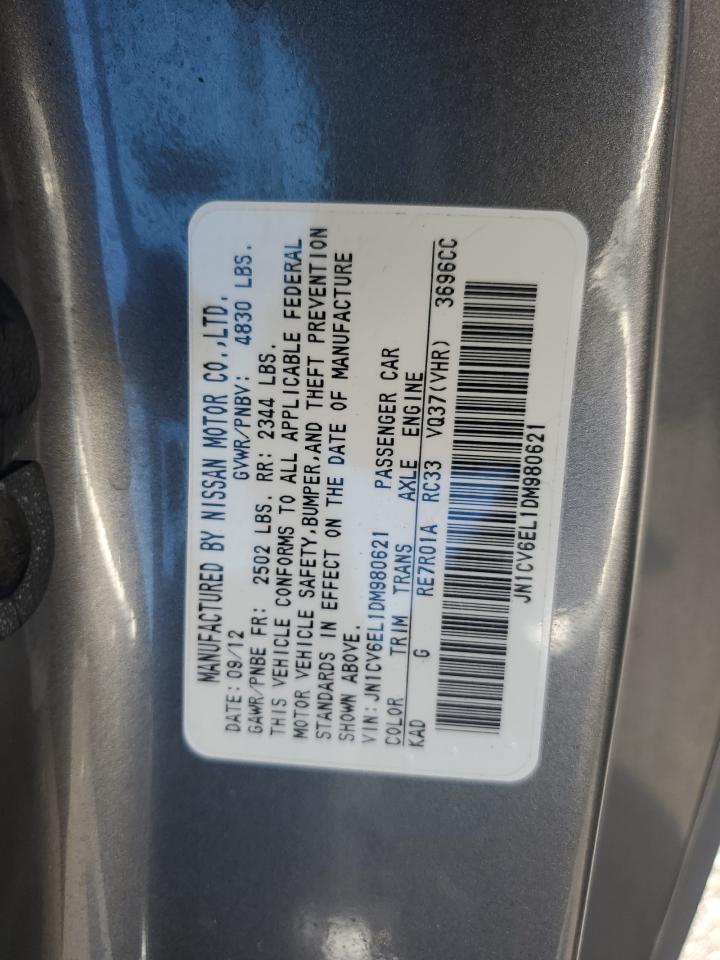 MANUFACTURED BY NISSAN MOTOR CO.,LTD.
DATE: 09/12 GVWR/PNBV: 4830 LBS.
GAWR/PNBE FR: 2502 LBS. RR: 2344 LBS.
THIS VEHICLE CONFORMS TO ALL APPLICABLE FEDERAL
MOTOR VEHICLE SAFETY,BUMPER,AND THEFT PREVENTION
STANDARDS IN EFFECT ON THE DATE OF MANUFACTURE
SHOWN ABOVE.
VIN: JN1CV6EL1DM980621 PASSENGER CAR
COLOR TRIM TRANS AXLE ENGINE
KAD G RE7R01A RC33 VQ37(VHR) 3696CC
JN1CV6EL1DM980621